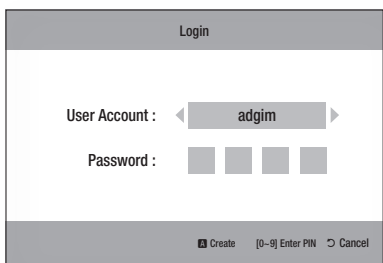 Login
User Account : adgim
Password :
A Create [0~9] Enter PIN Cancel